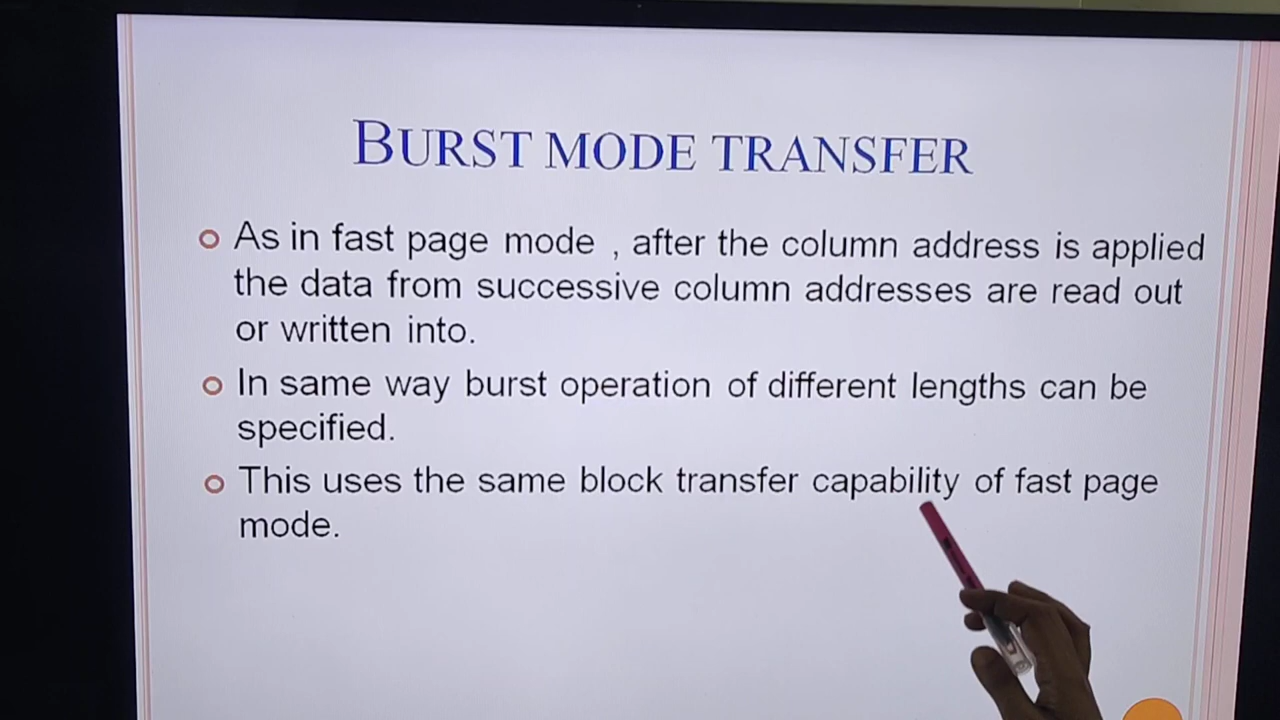 BURST MODE TRANSFER
As in fast page mode , after the column address is applied
the data from successive column addresses are read out
or written into.
In same way burst operation of different lengths can be
specified.
This uses the same block transfer capability of fast page
mode.